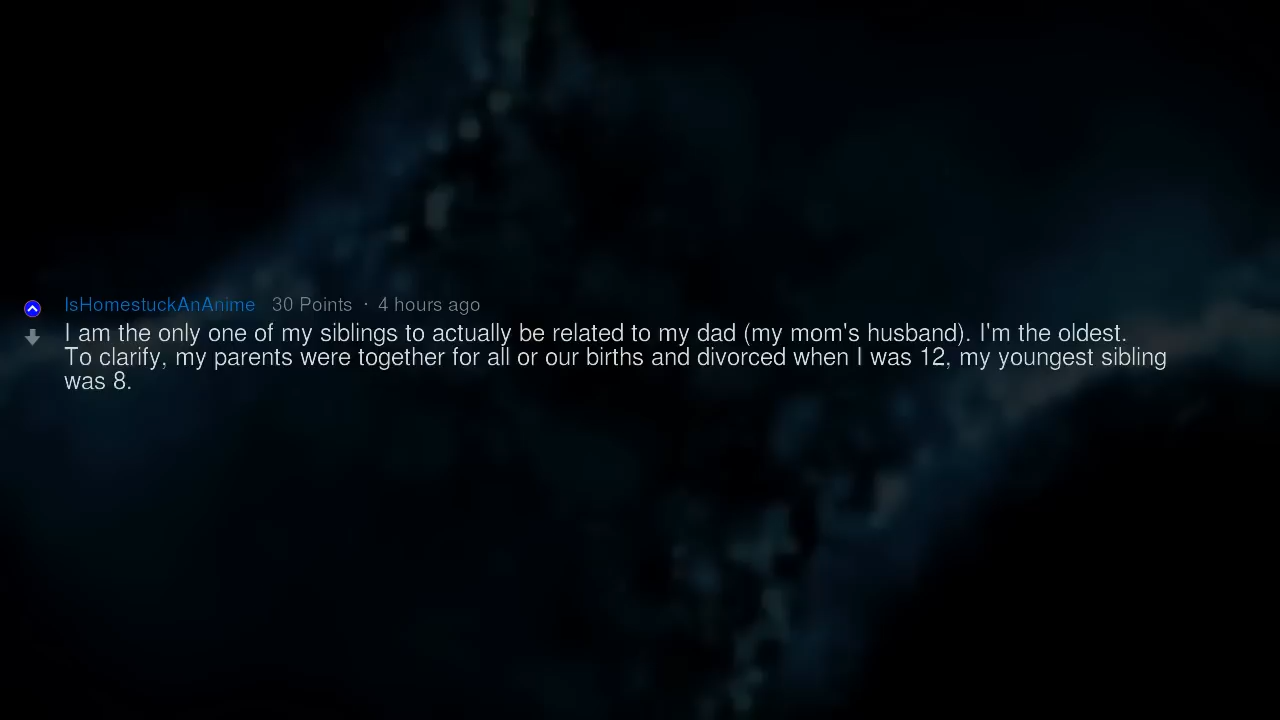 IsHomestuckAnAnime 30 Points · 4 hours ago
I am the only one of my siblings to actually be related to my dad (my mom's husband). I'm the oldest.
To clarify, my parents were together for all or our births and divorced when I was 12, my youngest sibling
was 8.